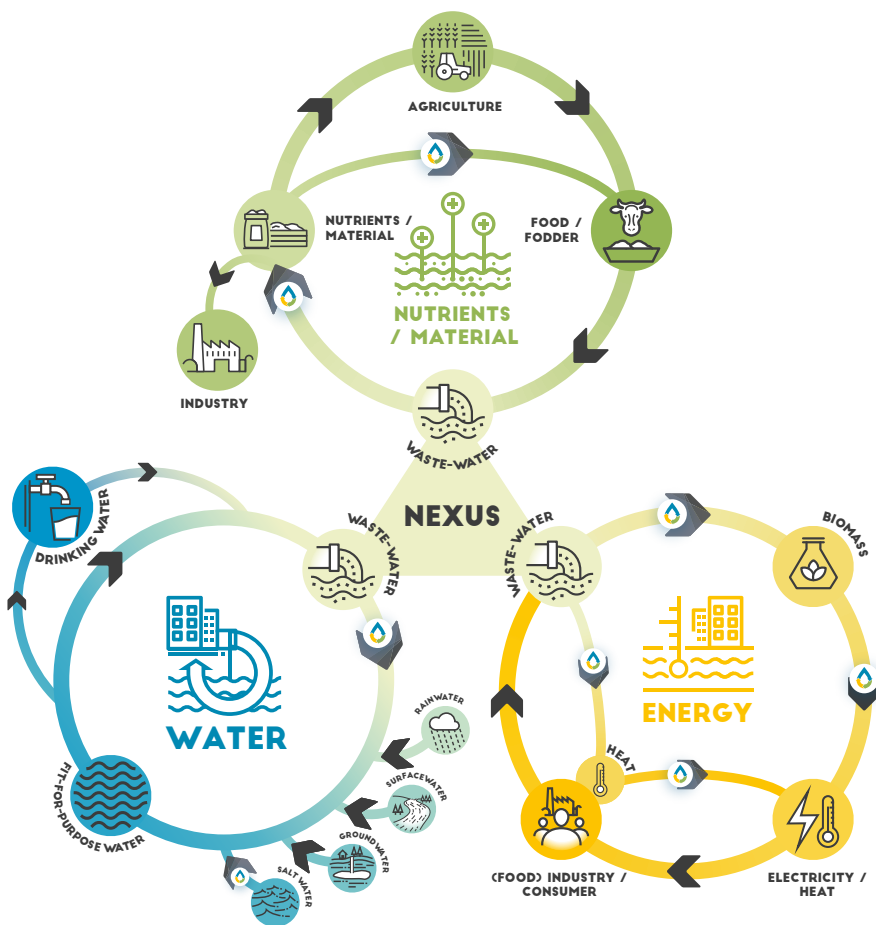 AGRICULTURE
NUTRIENTS /
MATERIAL
FOOD /
FODDER
NUTRIENTS
/ MATERIAL
INDUSTRY
WASTE-WATER
NEXUS
DRINKING WATER
WASTE-WATER
WATER
FIT-FOR-PURPOSE WATER
RAINWATER
SURFACEWATER
GROUNDWATER
SALT WATER
WASTE-WATER
BIOMASS
ENERGY
HEAT
(FOOD) INDUSTRY /
CONSUMER
ELECTRICITY /
HEAT